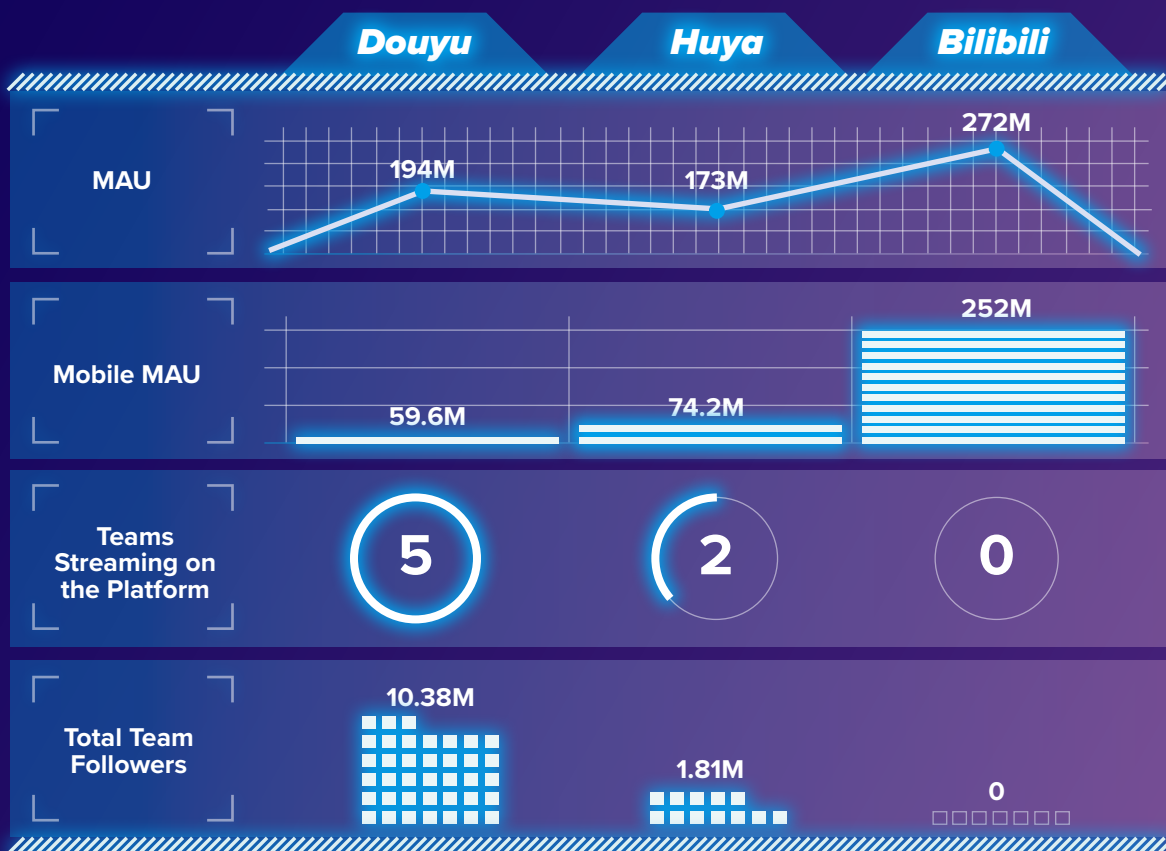 Douyu Huya Bilibili
MAU
194M 173M 272M
Mobile MAU
59.6M 74.2M 252M
Teams
Streaming on
the Platform
5 2 0
Total Team
Followers
10.38M 1.81M 0